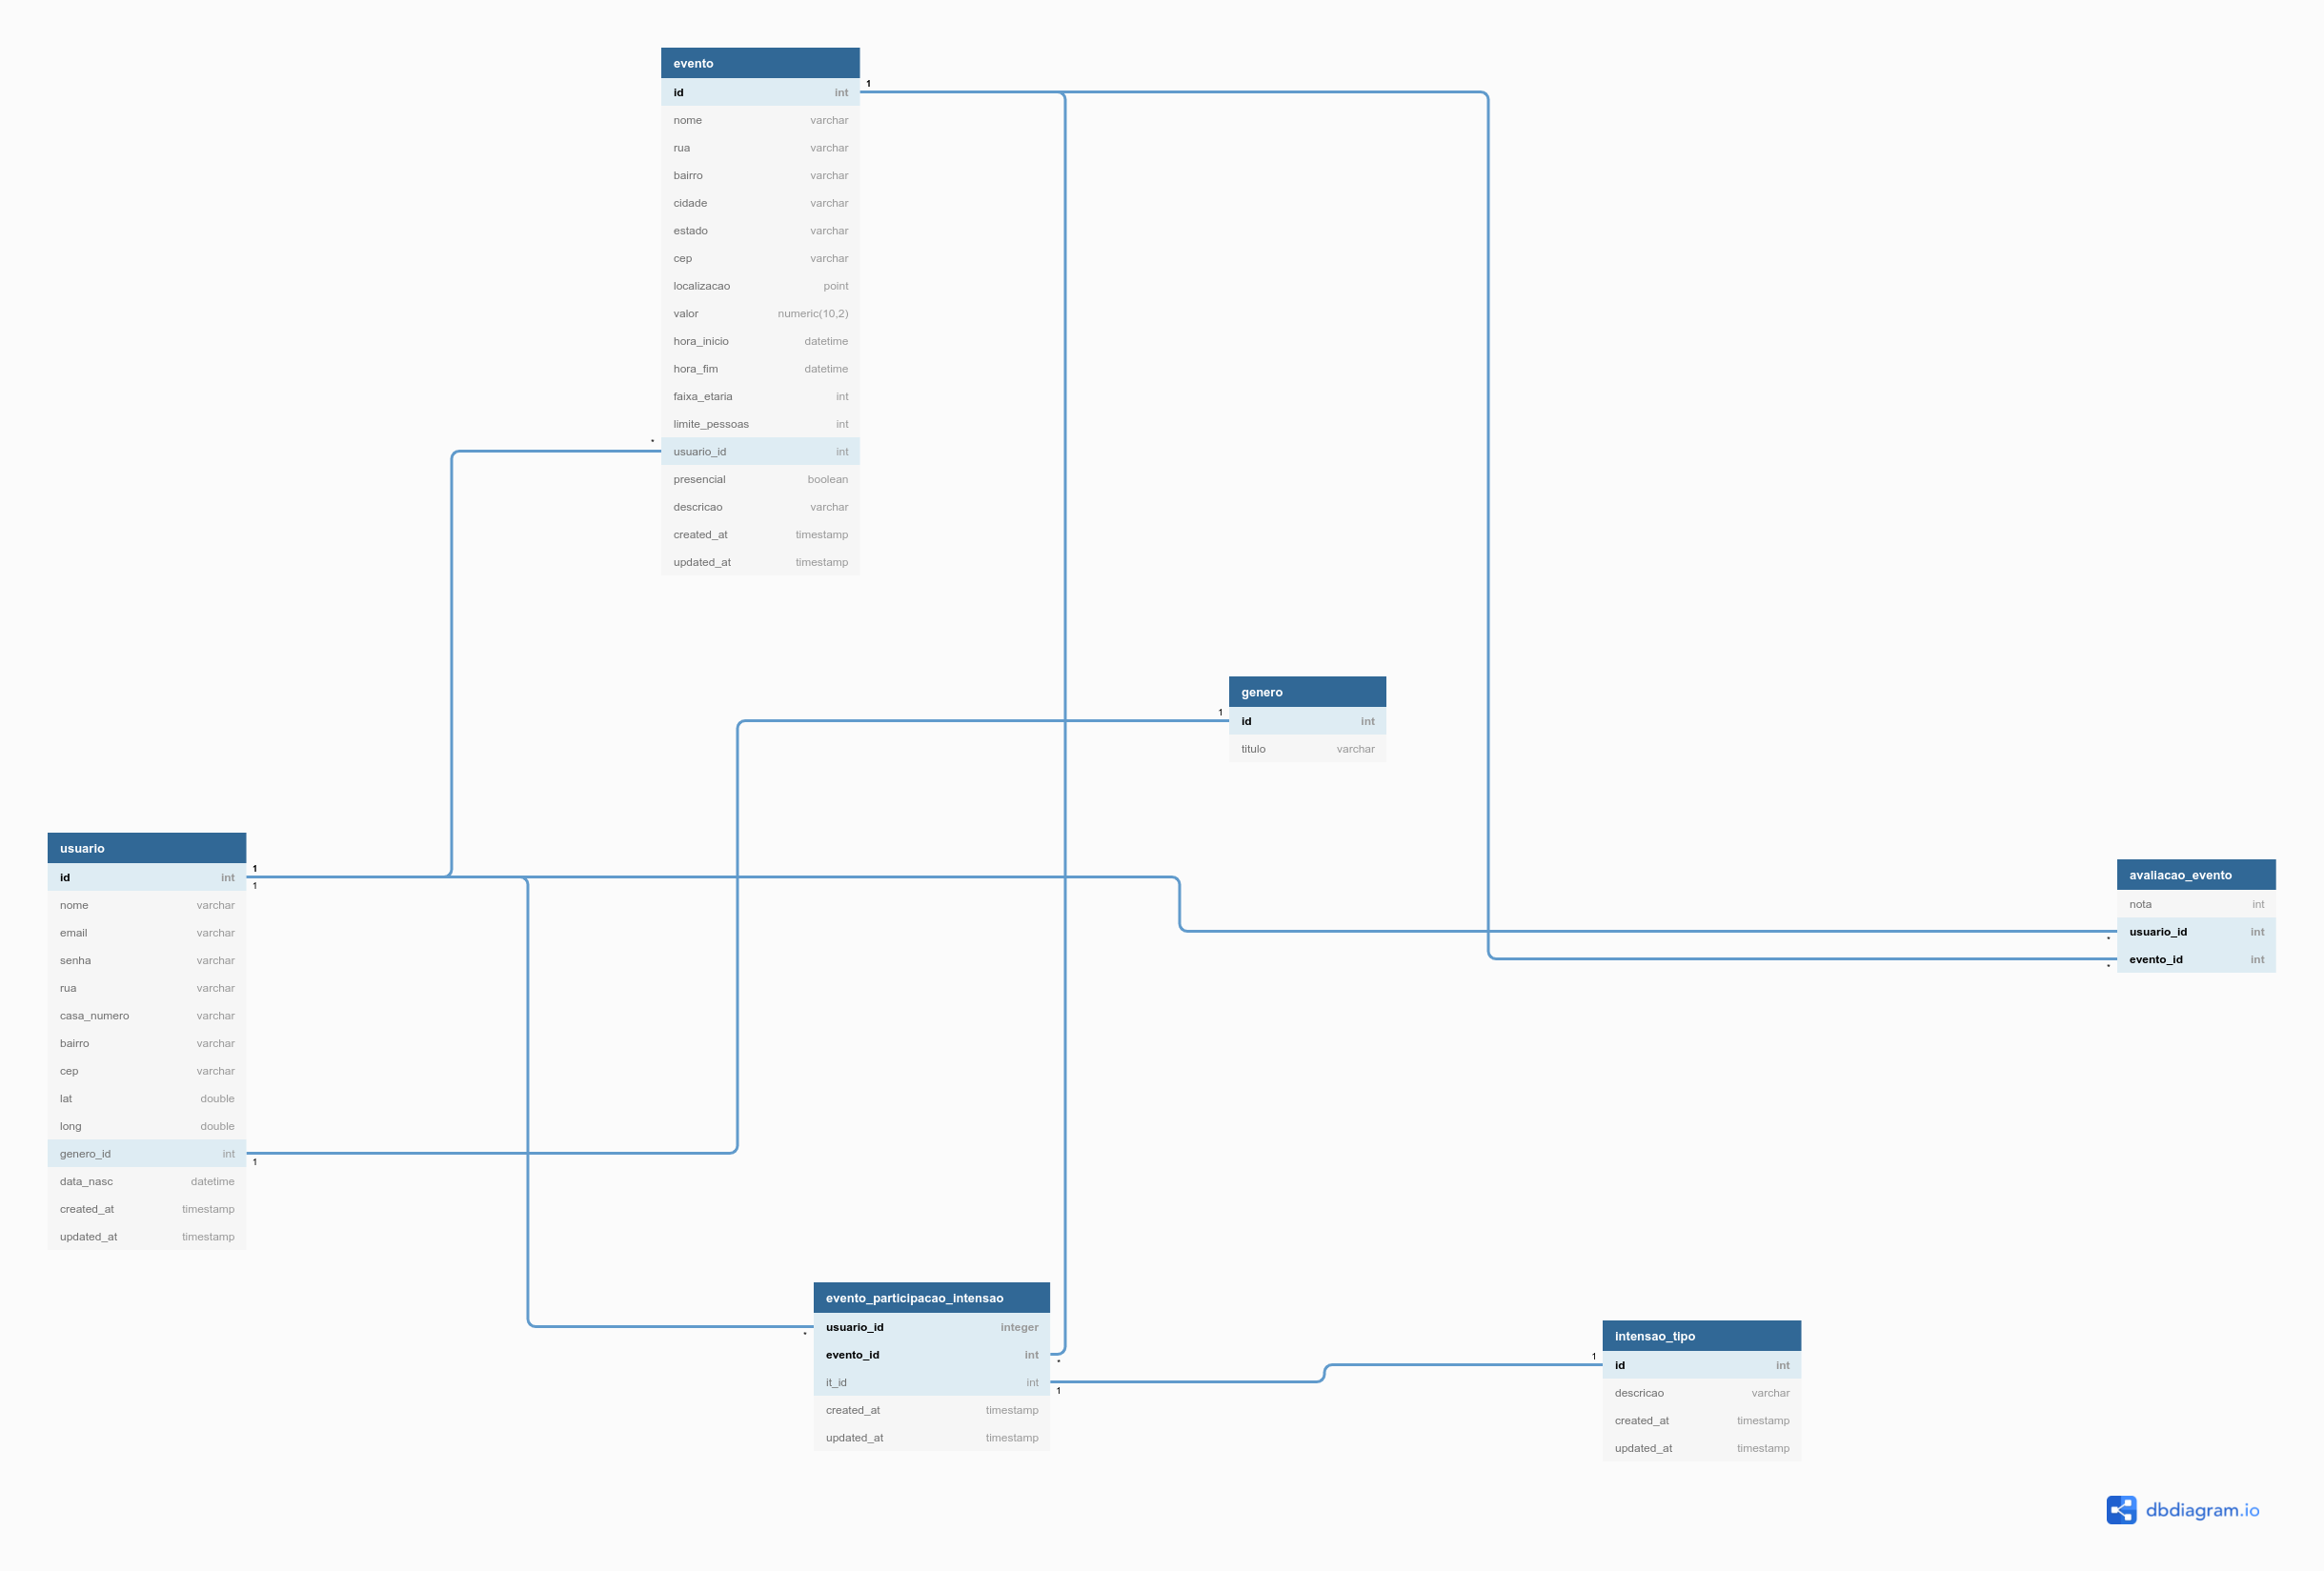 evento
1
id int
nome varchar
rua varchar
bairro varchar
cidade varchar
estado varchar
cep varchar
localizacao point
valor numeric(10,2)
hora_inicio datetime
hora_fim datetime
faixa_etaria int
limite_pessoas int
*
usuario_id int
presencial boolean
descricao varchar
created_at timestamp
updated_at timestamp
genero
1
id int
titulo varchar
usuario
1
id int
1
nome varchar
email varchar
senha varchar
rua varchar
casa_numero varchar
bairro varchar
cep varchar
lat double
long double
genero_id int
1
data_nasc datetime
created_at timestamp
updated_at timestamp
avaliacao_evento
nota int
usuario_id int
*
evento_id int
*
evento_participacao_intensao
usuario_id integer
*
evento_id int
*
it_id int
1
created_at timestamp
updated_at timestamp
intensao_tipo
1
id int
descricao varchar
created_at timestamp
updated_at timestamp
dbdiagram.io